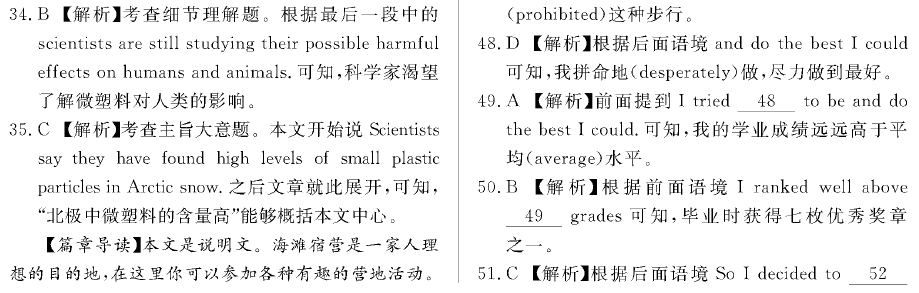 34. B 【解析】考查细节理解题。根据最后一段中的
scientists are still studying their possible harmful
effects on humans and animals. 可知,科学家渴望
了解微塑料对人类的影响。
35. C 【解析】考查主旨大意题。本文开始说 Scientists
say they have found high levels of small plastic
particles in Arctic snow. 之后文章就此展开,可知,
“北极中微塑料的含量高”能够概括本文中心。
【篇章导读】本文是说明文。海滩宿营是一家人理
想的目的地,在这里你可以参加各种有趣的营地活动。
(prohibited)这种步行。
48. D 【解析】根据后面语境 and do the best I could
可知,我拼命地(desperately)做,尽力做到最好。
49. A 【解析】前面提到 I tried 48 to be and do
the best I could. 可知,我的学业成绩远远高于平
均(average)水平。
50. B 【解析】根据前面语境 I ranked well above
49 grades 可知,毕业时获得七枚优秀奖章
之一。
51. C 【解析】根据后面语境 So I decided to 52